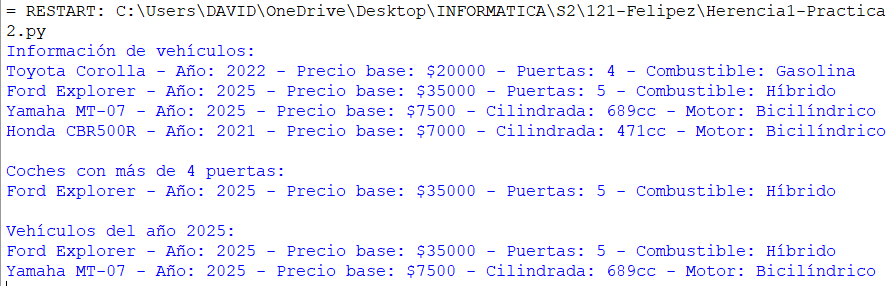 = RESTART: C:\Users\DAVID\OneDrive\Desktop\INFORMATICA\S2\121-Felipez\Herencia1-Practica
2.py
Información de vehículos:
Toyota Corolla - Año: 2022 - Precio base: $20000 - Puertas: 4 - Combustible: Gasolina
Ford Explorer - Año: 2025 - Precio base: $35000 - Puertas: 5 - Combustible: Híbrido
Yamaha MT-07 - Año: 2025 - Precio base: $7500 - Cilindrada: 689cc - Motor: Bicilíndrico
Honda CBR500R - Año: 2021 - Precio base: $7000 - Cilindrada: 471cc - Motor: Bicilíndrico
Coches con más de 4 puertas:
Ford Explorer - Año: 2025 - Precio base: $35000 - Puertas: 5 - Combustible: Híbrido
Vehículos del año 2025:
Ford Explorer - Año: 2025 - Precio base: $35000 - Puertas: 5 - Combustible: Híbrido
Yamaha MT-07 - Año: 2025 - Precio base: $7500 - Cilindrada: 689cc - Motor: Bicilíndrico